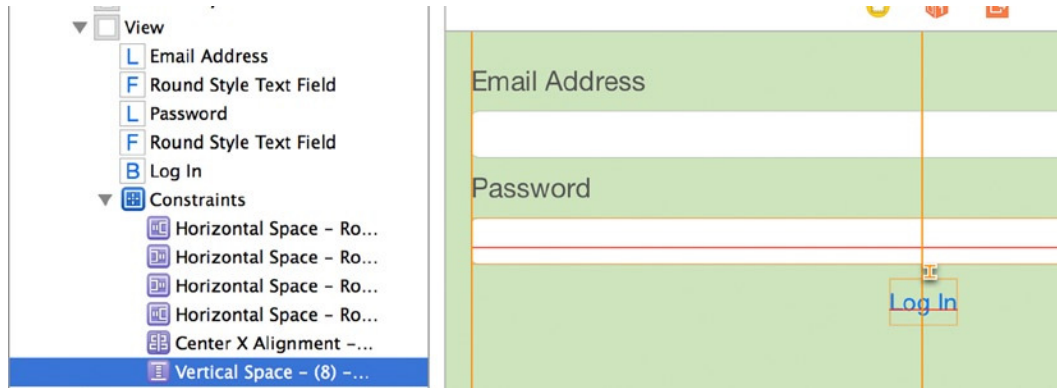 View
L Email Address
F Round Style Text Field
L Password
F Round Style Text Field
B Log In
Constraints
Horizontal Space – Ro...
Horizontal Space – Ro...
Horizontal Space – Ro...
Horizontal Space – Ro...
Center X Alignment –...
Vertical Space – (8) –...
Email Address
Password
Log In